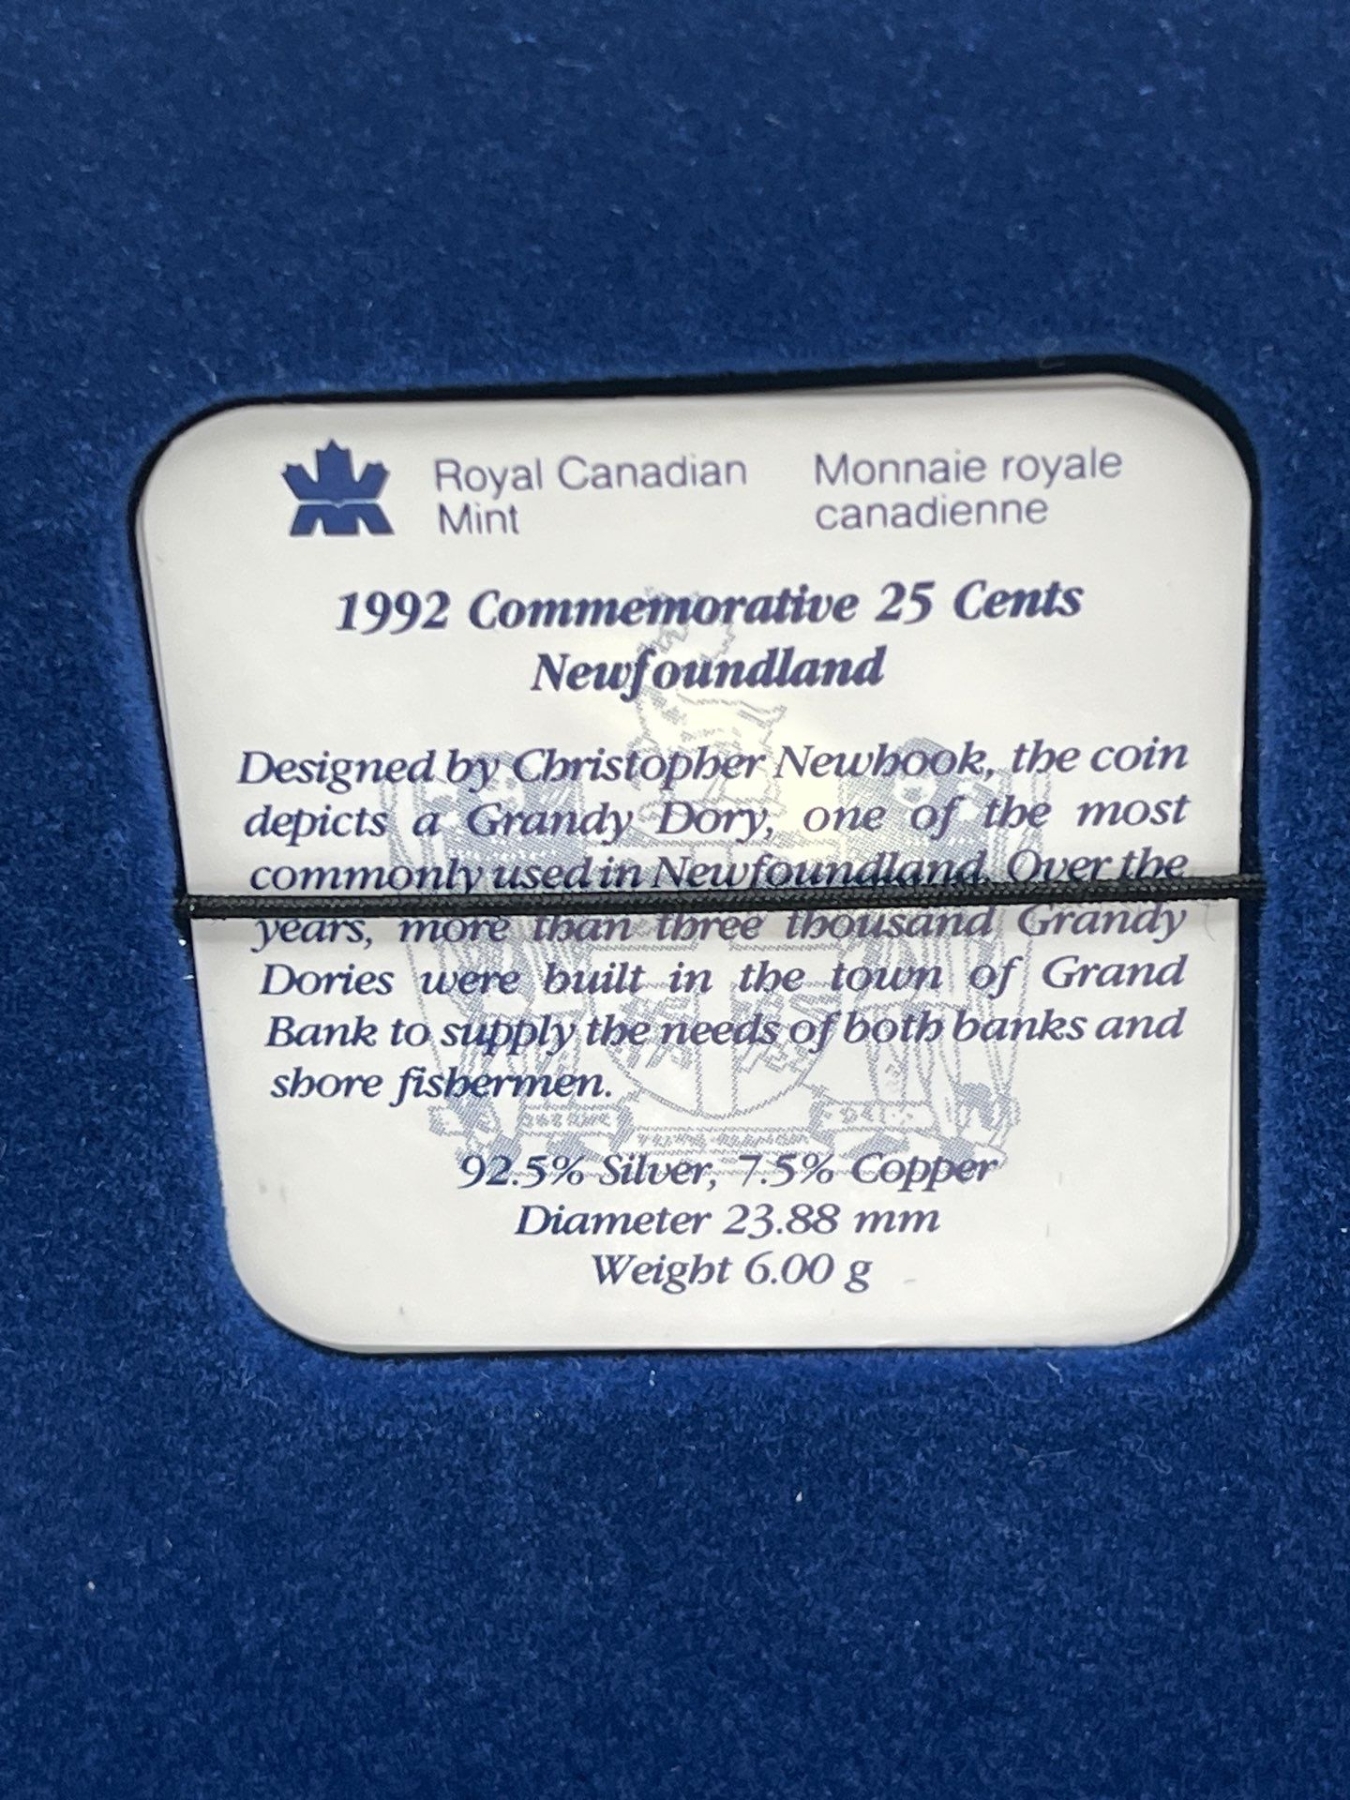 Royal Canadian Mint
Monnaie royale canadienne
1992 Commemorative 25 Cents
Newfoundland
Designed by Christopher Newhook, the coin
depicts a Grandy Dory, one of the most
commonly used in Newfoundland. Over the
years, more than three thousand Grandy
Dories were built in the town of Grand
Bank to supply the needs of both banks and
shore fishermen.
92.5% Silver, 7.5% Copper
Diameter 23.88 mm
Weight 6.00 g